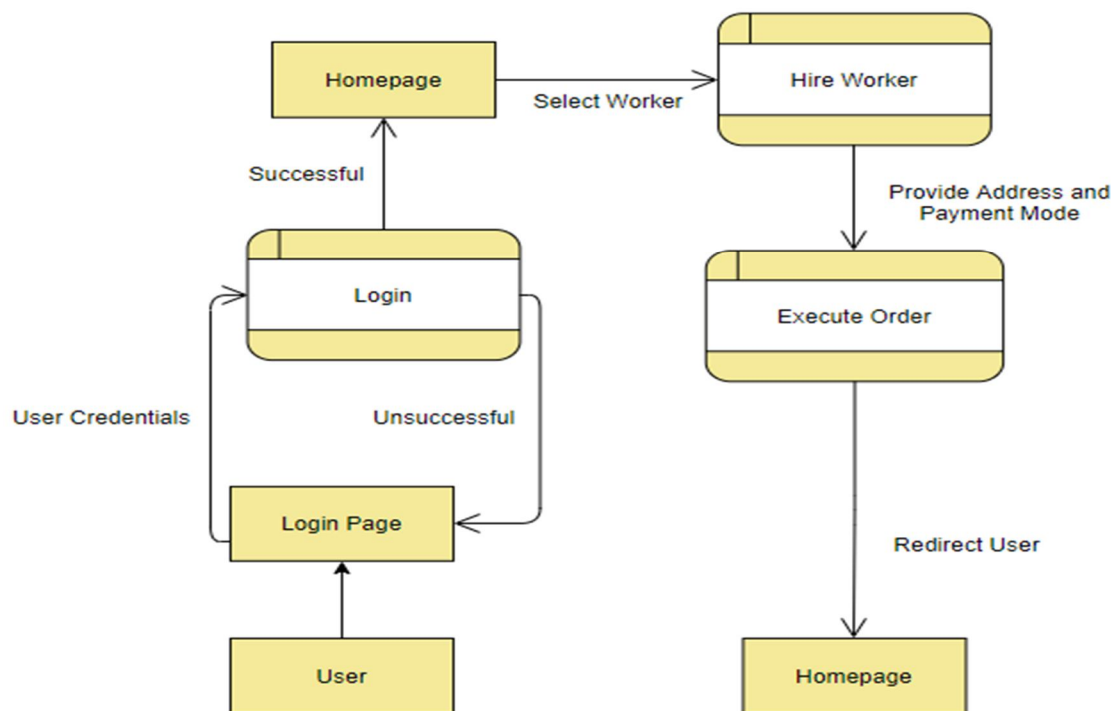 Homepage
Select Worker
Hire Worker
Successful
Provide Address and
Payment Mode
Login
Execute Order
User Credentials
Unsuccessful
Login Page
Redirect User
User
Homepage